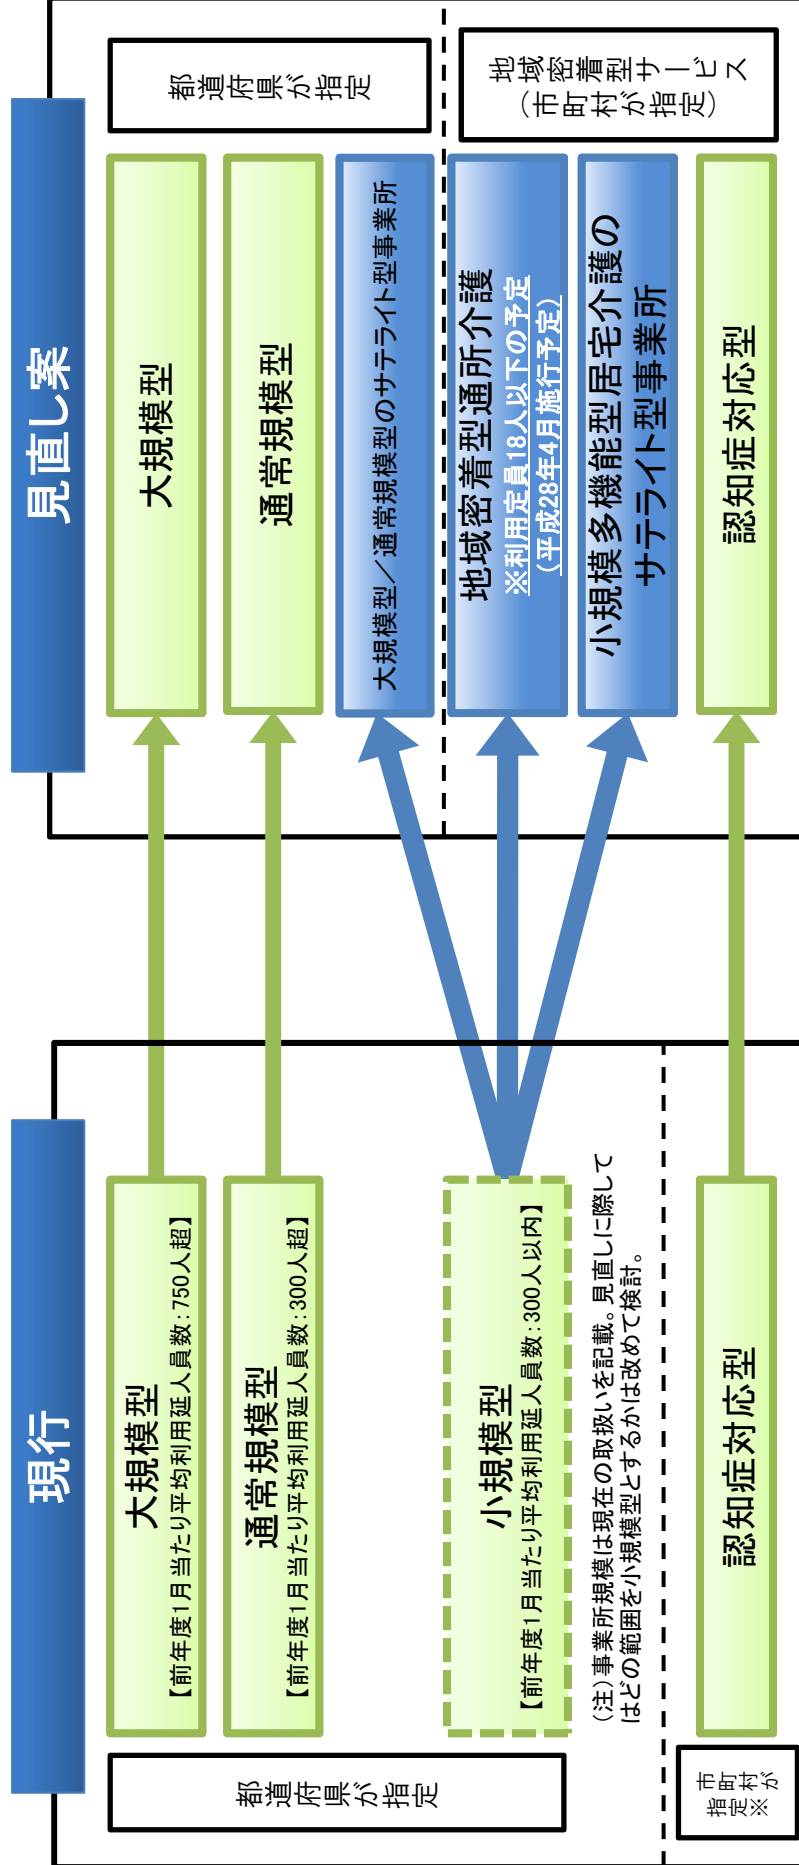 現行
都道府県が指定
大規模型
【前年度1月当たり平均利用延人員数：750人超】
通常規模型
【前年度1月当たり平均利用延人員数：300人超】
小規模型
【前年度1月当たり平均利用延人員数：300人以内】
（注）事業所規模は現在の取扱いを記載。見直しに際して
はどの範囲を小規模型とするかは改めて検討。
市町村が
指定※
認知症対応型
見直し案
大規模型
通常規模型
大規模型／通常規模型のサテライト型事業所
都道府県が指定
地域密着型通所介護
※利用定員18人以下の予定
（平成28年4月施行予定）
小規模多機能型居宅介護の
サテライト型事業所
認知症対応型
地域密着型サービス
（市町村が指定）